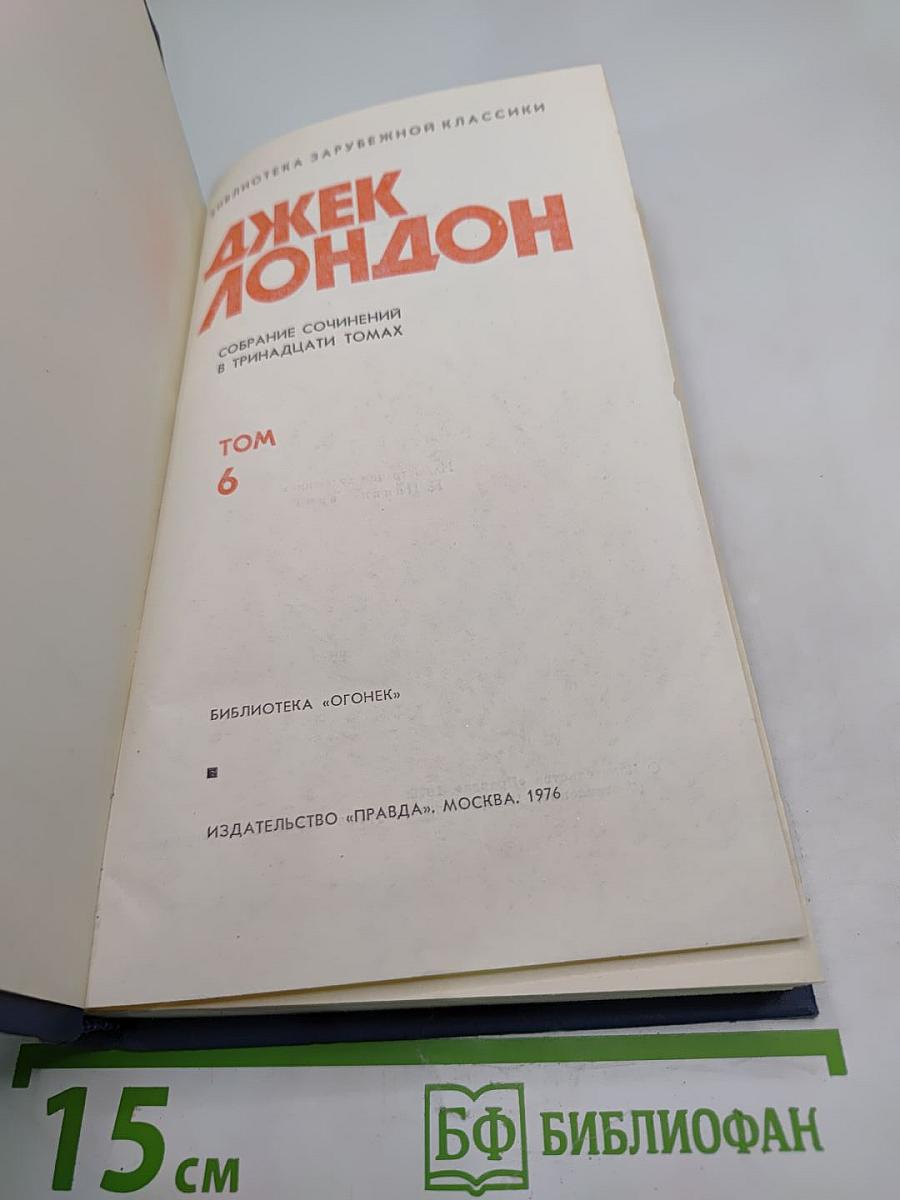 БИБЛИОТЕКА ЗАРУБЕЖНОЙ КЛАССИКИ
ДЖЕК
ЛОНДОН
СОБРАНИЕ СОЧИНЕНИЙ
В ТРИНАДЦАТИ ТОМАХ
ТОМ
6
БИБЛИОТЕКА «ОГОНЕК»
ИЗДАТЕЛЬСТВО «ПРАВДА». МОСКВА. 1976
15 см
БФ БИБЛИОФАН